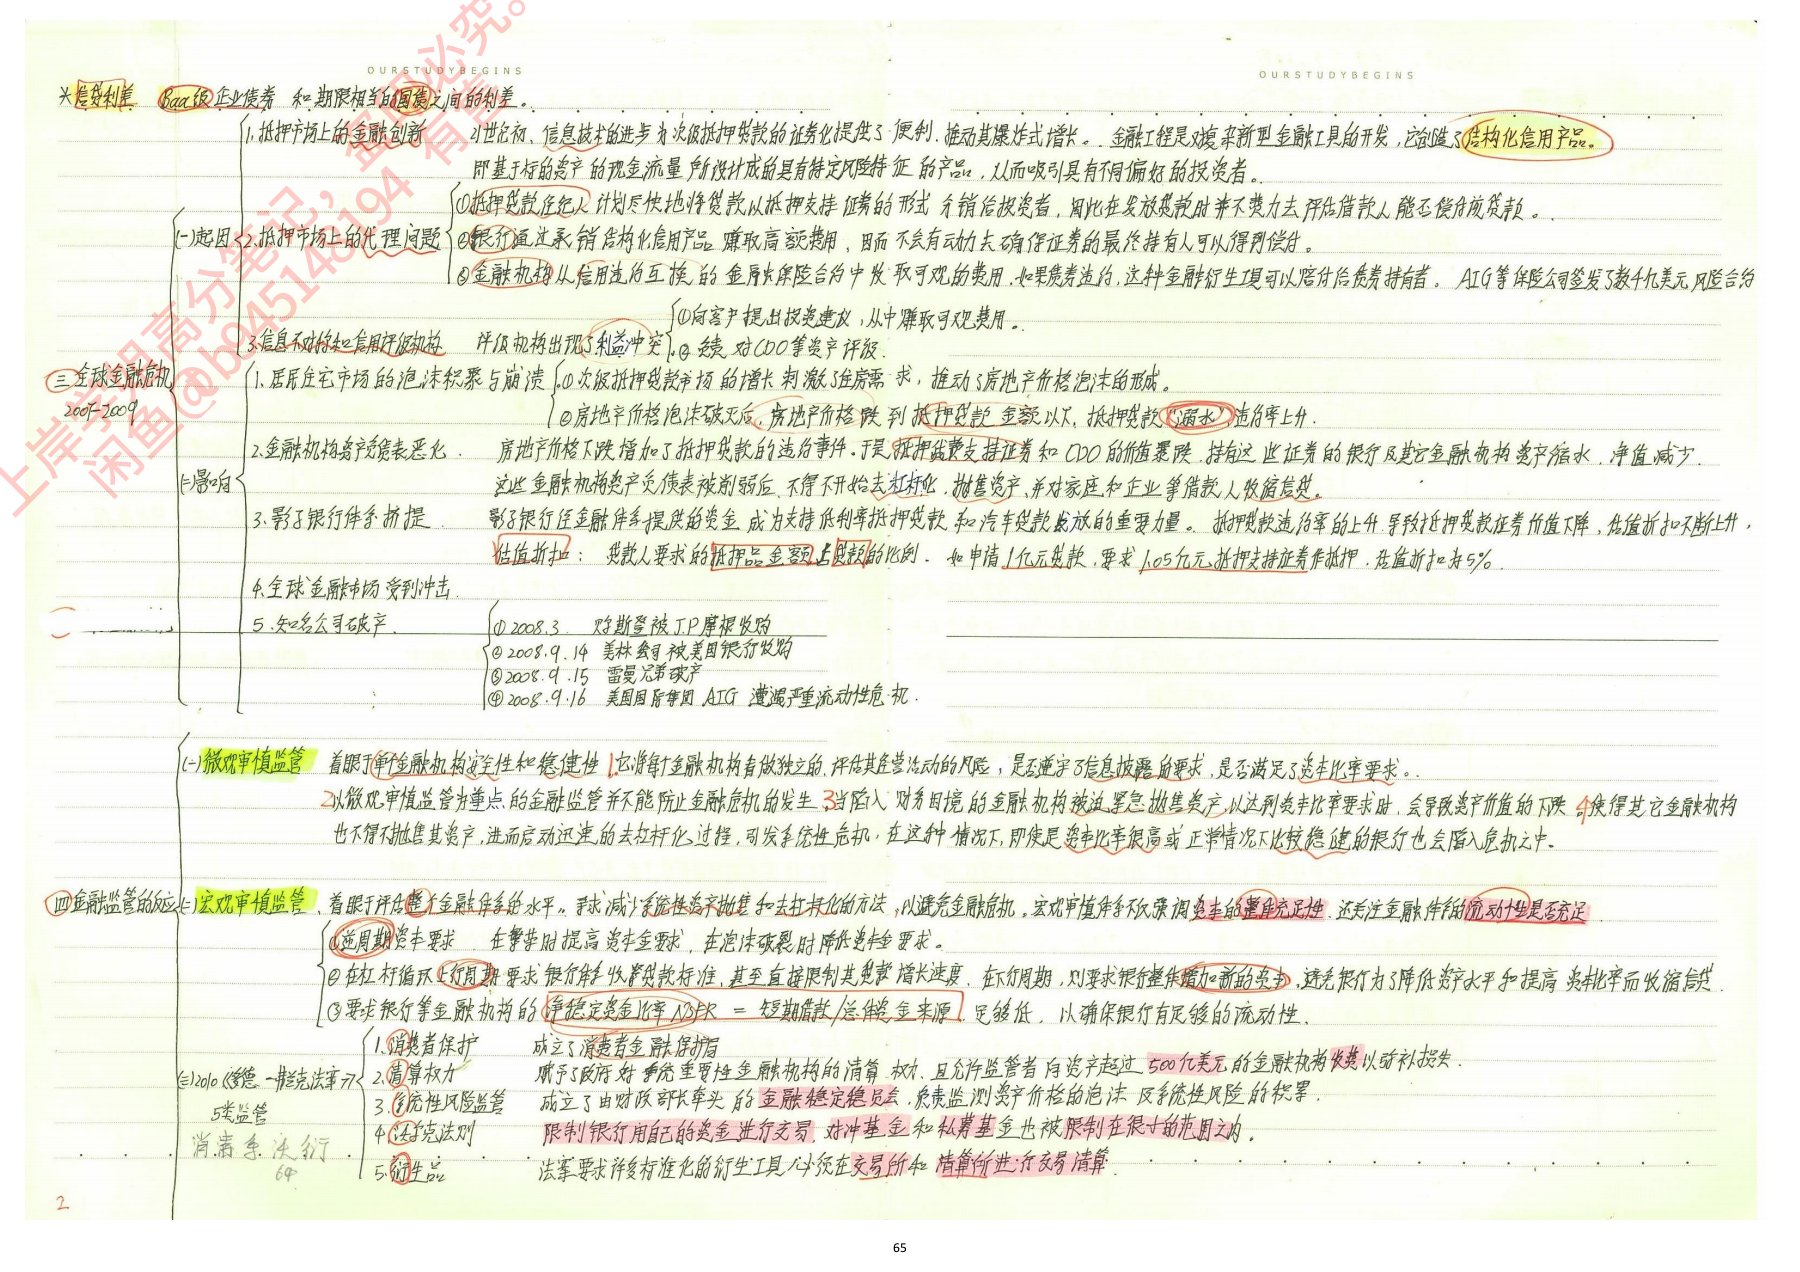 OURSTUDYBEGINS
OURSTUDYBEGINS
上岸学姐高分笔记，盗用必究。
闲鱼@b945148194 有售
*信贷利差 Baa级企业债券 和期限相当的国债之间的利差。
三 全球金融危机
2007-2009
(一)起因
1.抵押市场上的金融创新 21世纪初、信息技术的进步为次级抵押贷款的证券化提供了便利、推动其爆炸式增长。金融工程是对复杂新型金融工具的开发，它创造了结构化信用产品。
即基于标的资产的现金流量所设计成的具有特定风险特征的产品，从而吸引具有不同偏好的投资者。
2.抵押市场上的代理问题
①抵押贷款经纪人计划尽快地将贷款以抵押支持证券的形式分销给投资者，因此在发放贷款时并不费力去评估借款人能否偿付该贷款。
②银行通过承销结构化信用产品赚取高额费用，因而不会有动力去确保证券的最终持有人可以得到偿付。
③金融机构从信用违约互换的金融保险合约中收取可观的费用.如果债券违约，这种金融衍生工具可以赔付给债券持有者。AIG等保险公司签发了数千亿美元风险合约
3.信息不对称和信用评级机构 评级机构出现了利益冲突
①向客户提出投资建议，从中赚取可观费用。
②负责对CDO等资产评级.
(二)影响
1.居民住宅市场的泡沫积聚与崩溃
①次级抵押贷款市场的增长刺激了住房需求，推动了房地产价格泡沫的形成。
②房地产价格泡沫破灭后，房地产价格跌到抵押贷款金额以下，抵押贷款“溺水”，违约率上升.
2.金融机构资产负债表恶化. 房地产价格下跌增加了抵押贷款的违约事件.于是抵押贷款支持证券和CDO的价值暴跌.持有这些证券的银行及其它金融机构资产缩水，净值减少.
这些金融机构资产负债表被削弱后、不得不开始去杠杆化，抛售资产、并对家庭和企业等借款人收缩信贷。
3.影子银行体系挤提. 影子银行经金融体系提供的资金成为支持低利率抵押贷款和汽车贷款发放的重要力量。抵押贷款违约率的上升导致抵押贷款证券价值下降，估值折扣不断上升，
估值折扣：贷款人要求的抵押品金额占贷款的比例. 如申请1亿元贷款，要求1.05亿元抵押支持证券作抵押.估值折扣为5%.
4.全球金融市场受到冲击.
5.知名公司破产.
①2008.3 贝尔斯登被J.P摩根收购
②2008.9.14 美林公司被美国银行收购
③2008.9.15 雷曼兄弟破产
④2008.9.16 美国国际集团AIG遭遇严重流动性危机.
四 金融监管的反应
(一)微观审慎监管 着眼于单个金融机构安全性和稳健性 1.它将每个金融机构看做独立的，评估其经营活动的风险，是否遵守了信息披露的要求，是否满足了资本比率要求。
2以微观审慎监管为重点的金融监管并不能防止金融危机的发生 3当陷入财务困境的金融机构被迫紧急抛售资产，以达到资本比率要求时，会导致资产价值的下跌 4使得其它金融机构
也不得不抛售其资产，进而启动迅速的去杠杆化过程，引发系统性危机，在这种情况下，即使是资本比率很高或正常情况下比较稳健的银行也会陷入危机之中.
(二)宏观审慎监管、着眼于评估整个金融体系的水平。寻求减少系统性资产抛售和去杠杆化的方法，以避免金融危机。宏观审慎体系不仅强调资本的整体充足性.还关注金融体系的流动性是否充足
①逆周期资本要求. 在繁荣时提高资本金要求，在泡沫破裂时降低资本金要求。
②在杠杆循环上行周期要求银行体系收紧贷款标准，甚至直接限制其贷款增长速度. 在下行周期，则要求银行整体增加新的资本，避免银行为了降低资产水平和提高资本比率而收缩信贷.
③要求银行等金融机构的净稳定资金比率NSFR = 短期借款/总体资金来源.足够低，以确保银行有足够的流动性.
(三)2010《多德-弗兰克法案》
5类监管
消清系沃衍
64
1.消费者保护 成立了消费者金融保护局
2.清算权力 赋予了政府对系统重要性金融机构的清算权力.且允许监管者向资产超过500亿美元的金融机构收费以弥补损失.
3.系统性风险监管 成立了由财政部长牵头的金融稳定稳员会.负责监测资产价格的泡沫及系统性风险的积累.
4.沃尔克法则 限制银行用自己的资金进行交易.对冲基金和私募基金也被限制在很小的范围之内.
5.衍生品 法案要求许多标准化的衍生工具必须在交易所和清算所进行交易清算.
2
65